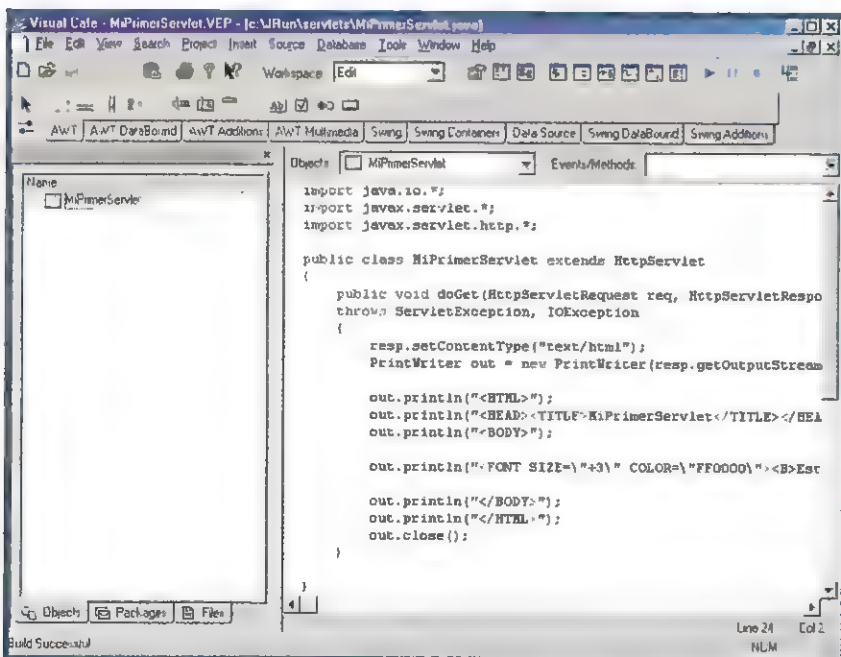 Visual Cafe - MiPrimerServlet.VEP - [c:\JRun\servlets\MiPrimerServlet.java]
File Edit View Search Project Insert Source Database Tools Window Help
Workspace Edit
AWT AWT DataBound AWT Additions AWT Multimedia Swing Swing Containers Data Source Swing DataBound Swing Additions
Objects: MiPrimerServlet Events/Methods:
Name
MiPrimerServlet
import java.io.*;
import javax.servlet.*;
import javax.servlet.http.*;
public class MiPrimerServlet extends HttpServlet
{
public void doGet(HttpServletRequest req, HttpServletRespo
throws ServletException, IOException
{
resp.setContentType("text/html");
PrintWriter out = new PrintWriter(resp.getOutputStream
out.println("<HTML>");
out.println("<HEAD><TITLE>MiPrimerServlet</TITLE></HEA
out.println("<BODY>");
out.println("<FONT SIZE=\"+3\" COLOR=\"FF0000\"><B>Est
out.println("</BODY>");
out.println("</HTML>");
out.close();
}
}
Objects Packages Files
Line 24 Col 2
Build Successful
NUM